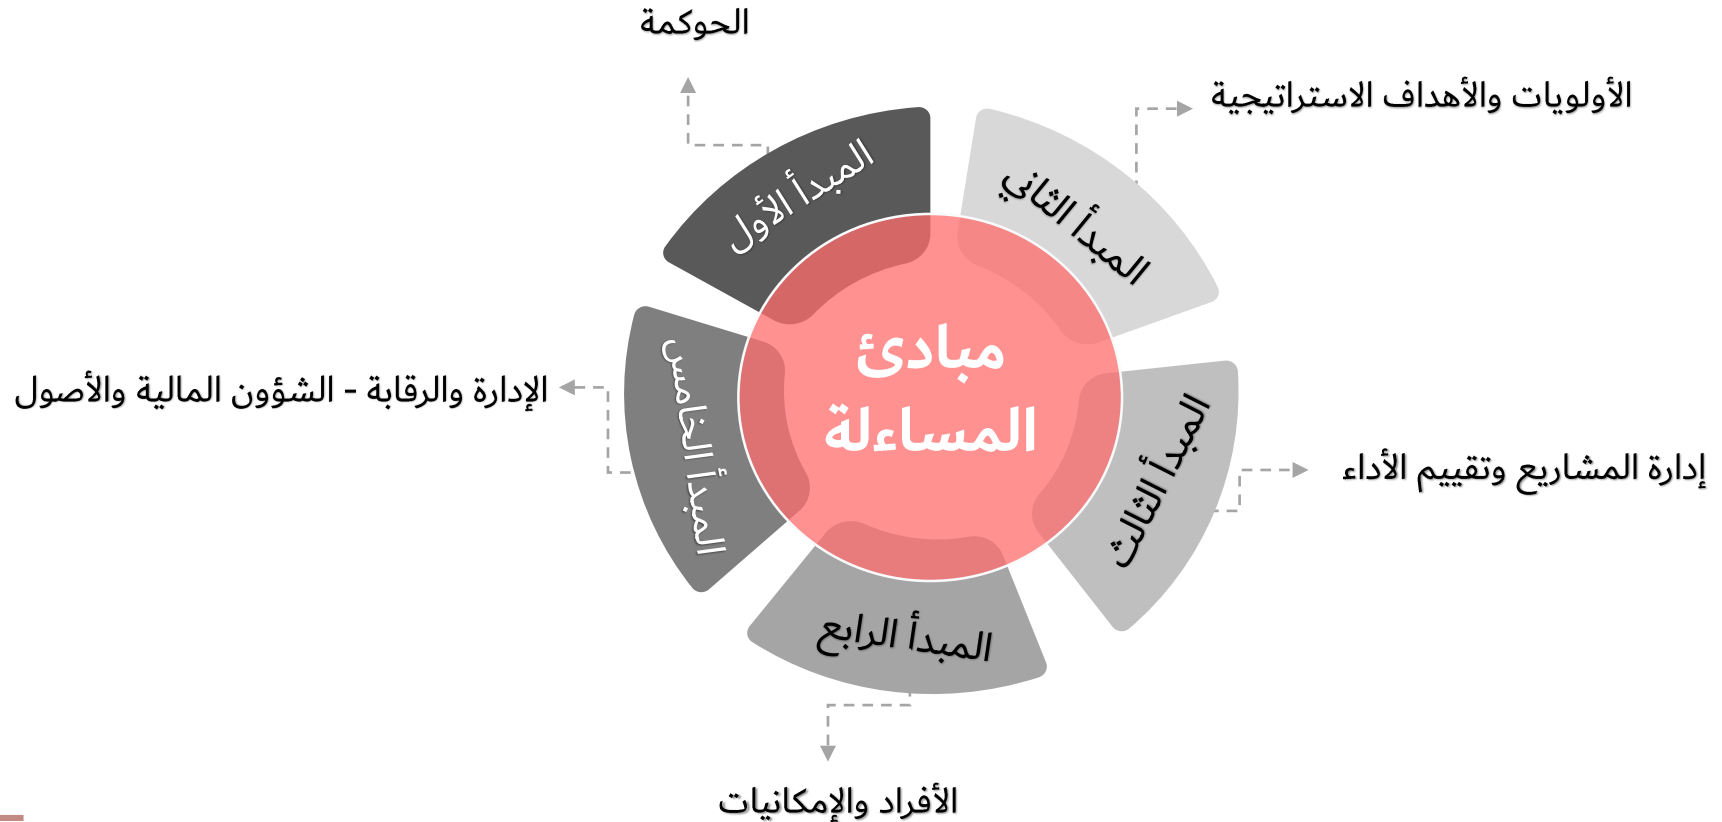 الحوكمة
الأولويات والأهداف الاستراتيجية
المبدأ الأول
المبدأ الثاني
مبادئ
المساءلة
المبدأ الخامس
الإدارة والرقابة - الشؤون المالية والأصول
المبدأ الثالث
إدارة المشاريع وتقييم الأداء
المبدأ الرابع
الأفراد والإمكانيات